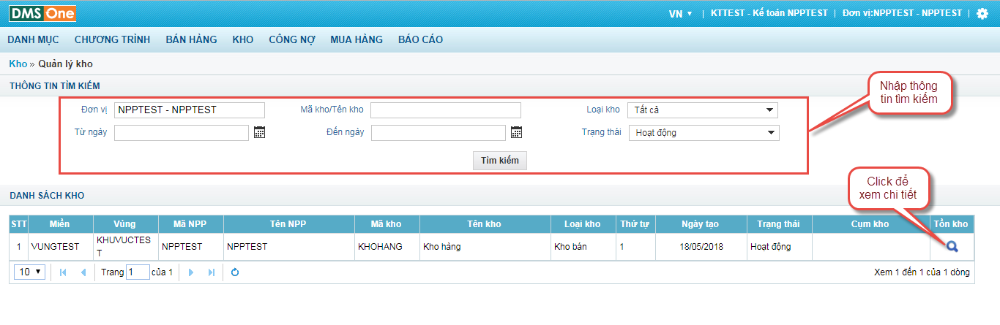 DMS One
VN ▼ | KTTEST - Kế toán NPPTEST | Đơn vị:NPPTEST - NPPTEST |
DANH MỤC CHƯƠNG TRÌNH BÁN HÀNG KHO CÔNG NỢ MUA HÀNG BÁO CÁO
Kho » Quản lý kho
THÔNG TIN TÌM KIẾM
Nhập thông
tin tìm kiếm
Đơn vị NPPTEST - NPPTEST Mã kho/Tên kho Loại kho Tất cả
Từ ngày Đến ngày Trạng thái Hoạt động
Tìm kiếm
Click để
xem chi tiết
DANH SÁCH KHO
STT Miền Vùng Mã NPP Tên NPP Mã kho Tên kho Loại kho Thứ tự Ngày tạo Trạng thái Cụm kho Tồn kho
1 VUNGTEST KHUVUCTES NPPTEST NPPTEST KHOHANG Kho hàng Kho bán 1 18/05/2018 Hoạt động
T
10 Trang 1 của 1 Xem 1 đến 1 của 1 dòng